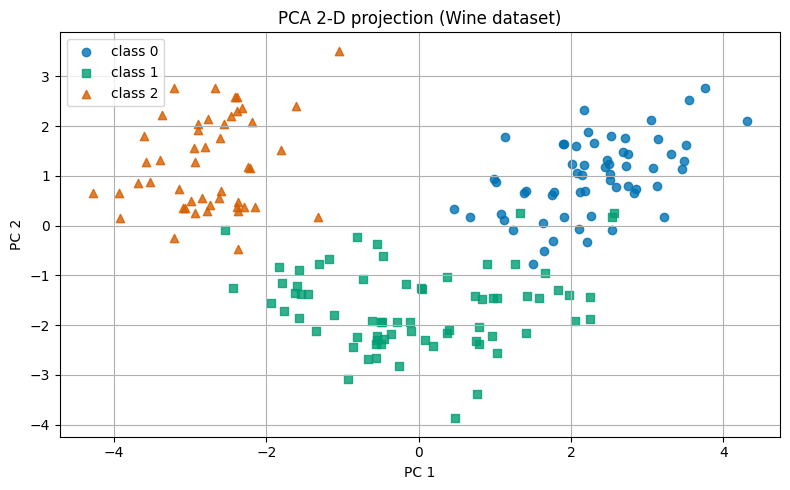 PCA 2-D projection (Wine dataset)
class 0
class 1
class 2
3
2
1
0
−1
−2
−3
−4
PC 2
−4
−2
0
2
4
PC 1